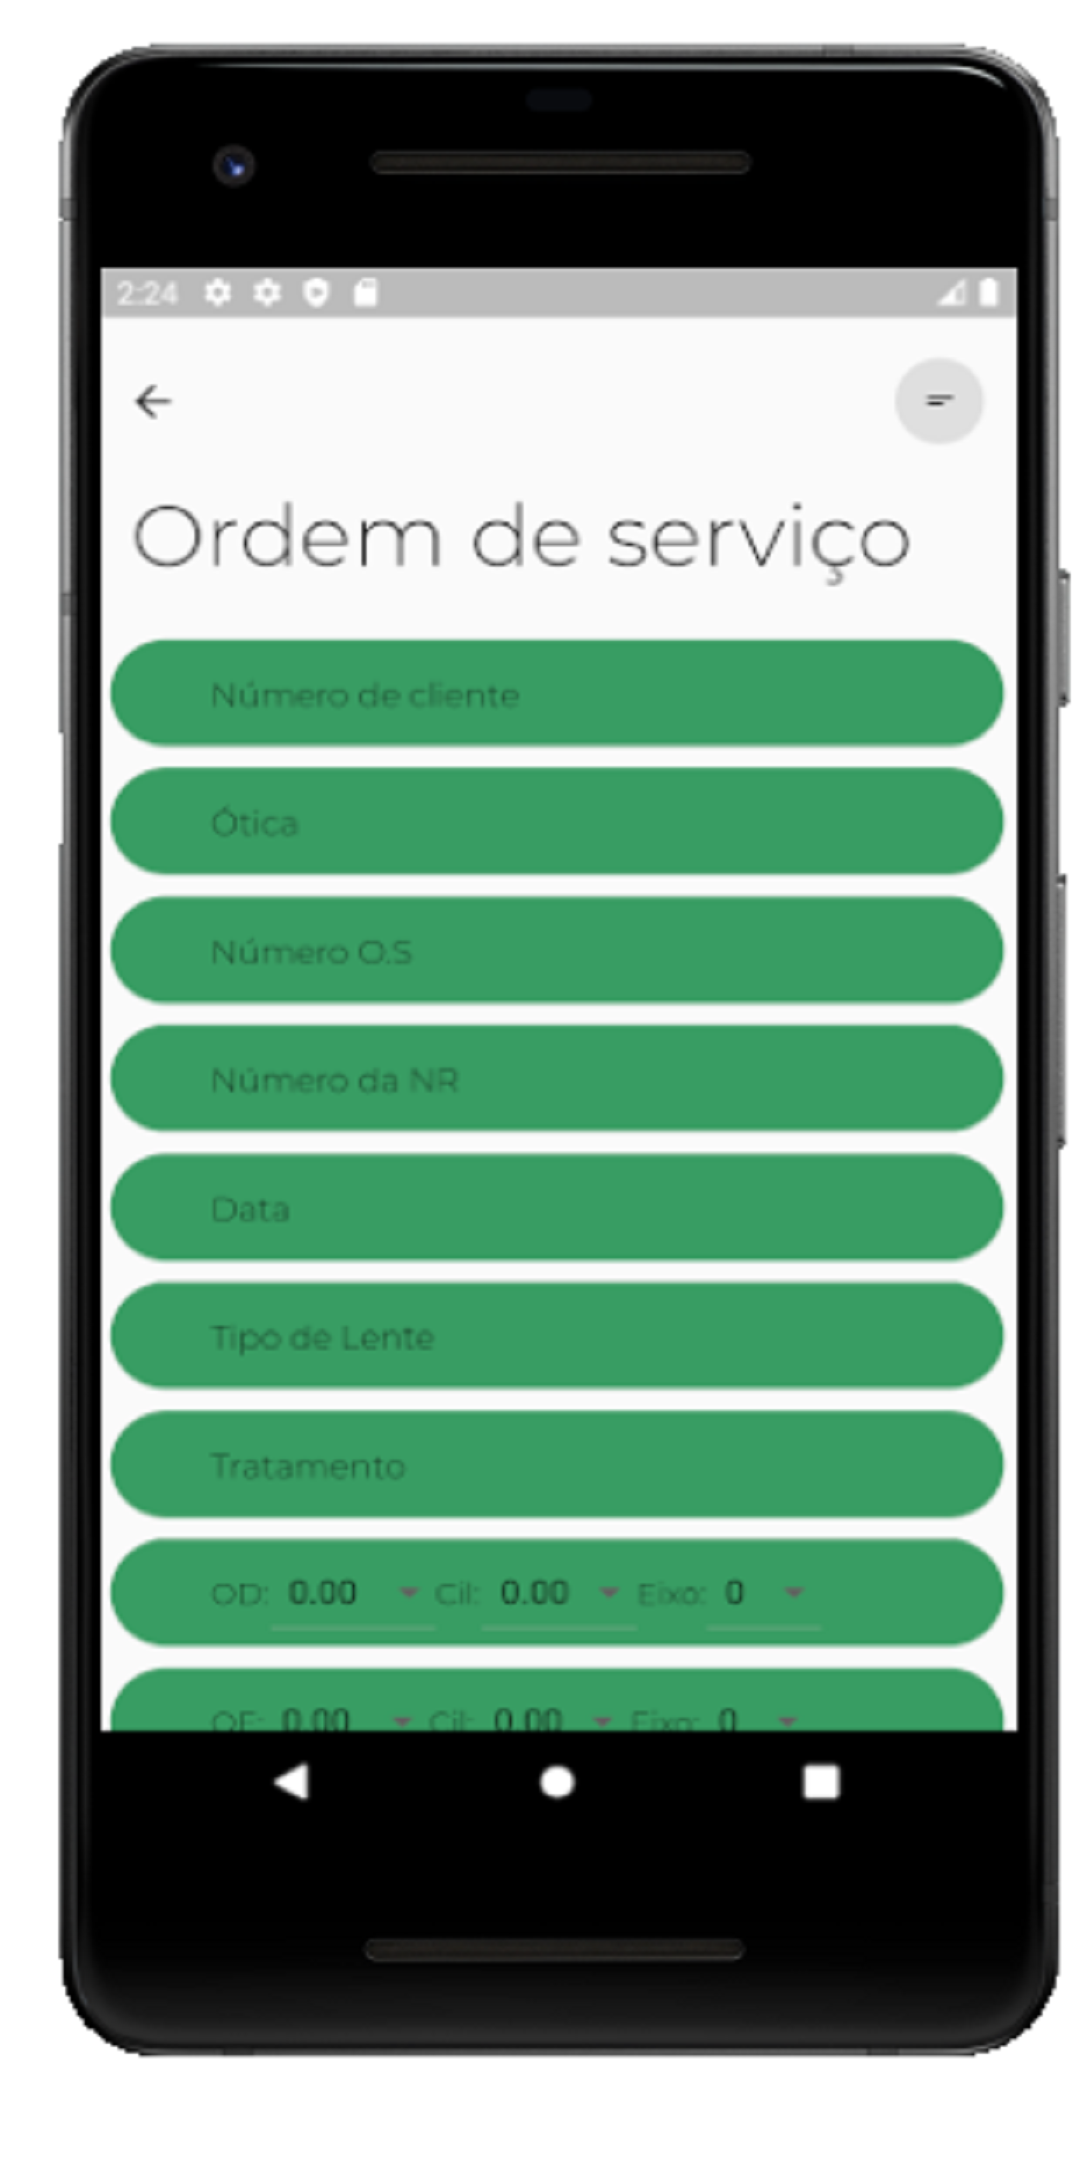 2:24
Ordem de serviço
Número de cliente
Ótica
Número O.S
Número da NR
Data
Tipo de Lente
Tratamento
OD: 0.00 Cil: 0.00 Eixo: 0
OE: 0.00 Cil: 0.00 Eixo: 0